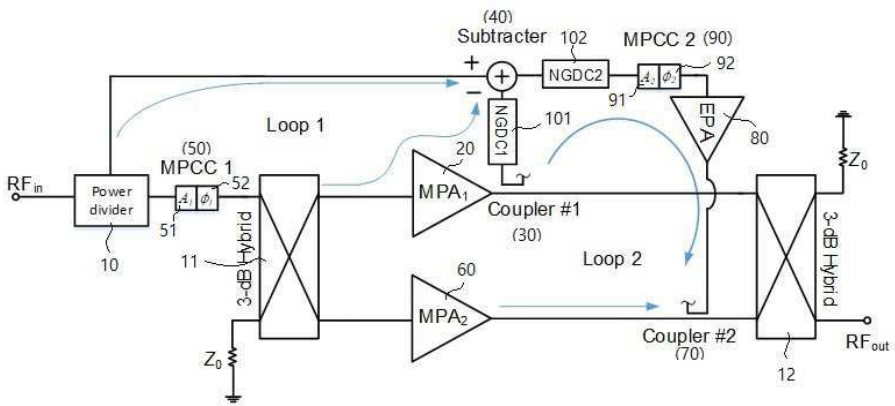 (40)
Subtracter
102
MPCC 2 (90)
+
−
+
NGDC2
A₂ ϕ₂
92
91
EPA
80
NGDC1
101
Loop 1
(50)
MPCC 1
20
Z₀
RFin
Power divider
A₁ ϕ₁
52
51
10
3-dB Hybrid
11
MPA₁
Coupler #1
(30)
Loop 2
3-dB Hybrid
60
MPA₂
Coupler #2
(70)
12
RFout
Z₀